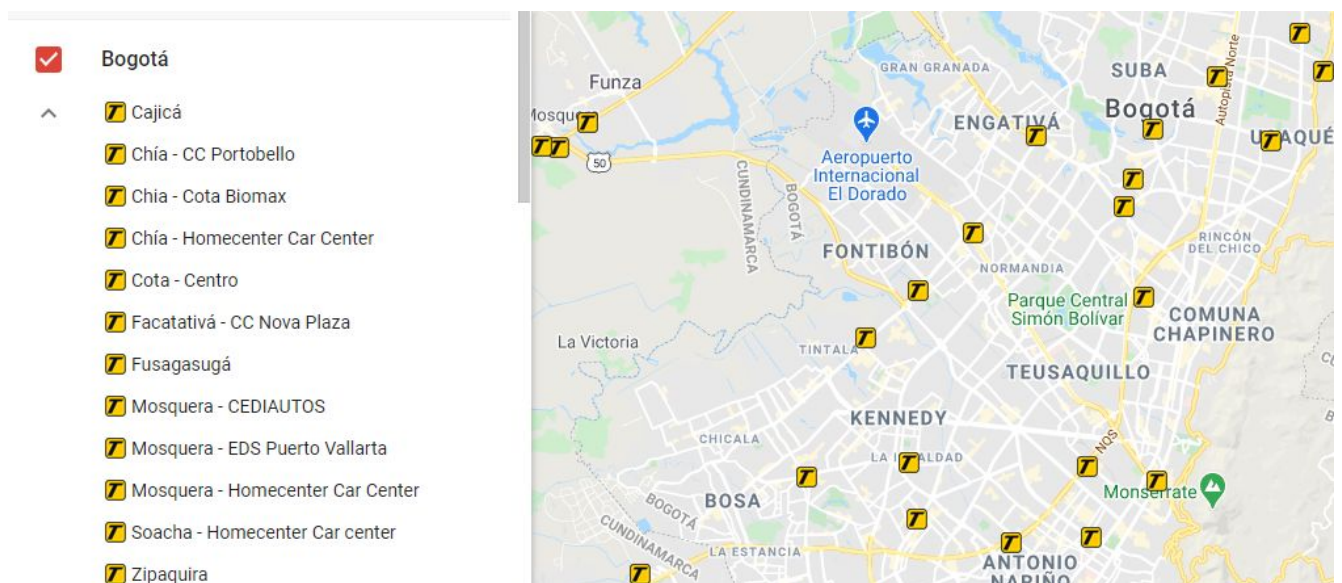 Bogotá
Cajicá
Chía - CC Portobello
Chia - Cota Biomax
Chía - Homecenter Car Center
Cota - Centro
Facatativá - CC Nova Plaza
Fusagasugá
Mosquera - CEDIAUTOS
Mosquera - EDS Puerto Vallarta
Mosquera - Homecenter Car Center
Soacha - Homecenter Car center
Zipaquira
Funza
50
CUNDINAMARCA
BOGOTÁ
GRAN GRANADA
Aeropuerto
Internacional
El Dorado
ENGATIVÁ
SUBA
Bogotá
Autopista Norte
FONTIBÓN
NORMANDIA
RINCÓN
DEL CHICO
Parque Central
Simón Bolívar
COMUNA
CHAPINERO
La Victoria
TINTALA
TEUSAQUILLO
KENNEDY
CHICALA
NQS
Monserrate
BOSA
BOGOTÁ
CUNDINAMARCA
LA ESTANCIA
ANTONIO
NARIÑO